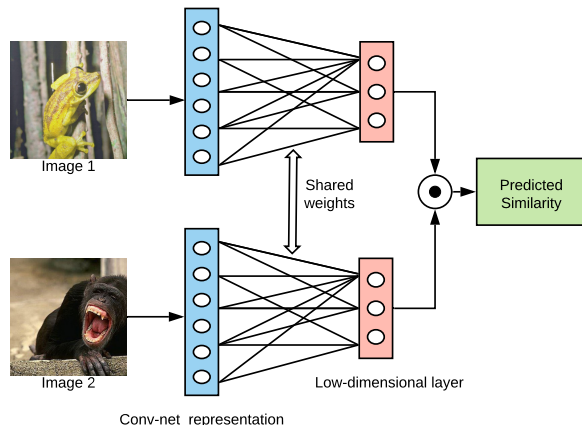 Image 1
Shared
weights
Predicted
Similarity
Image 2
Low-dimensional layer
Conv-net  representation